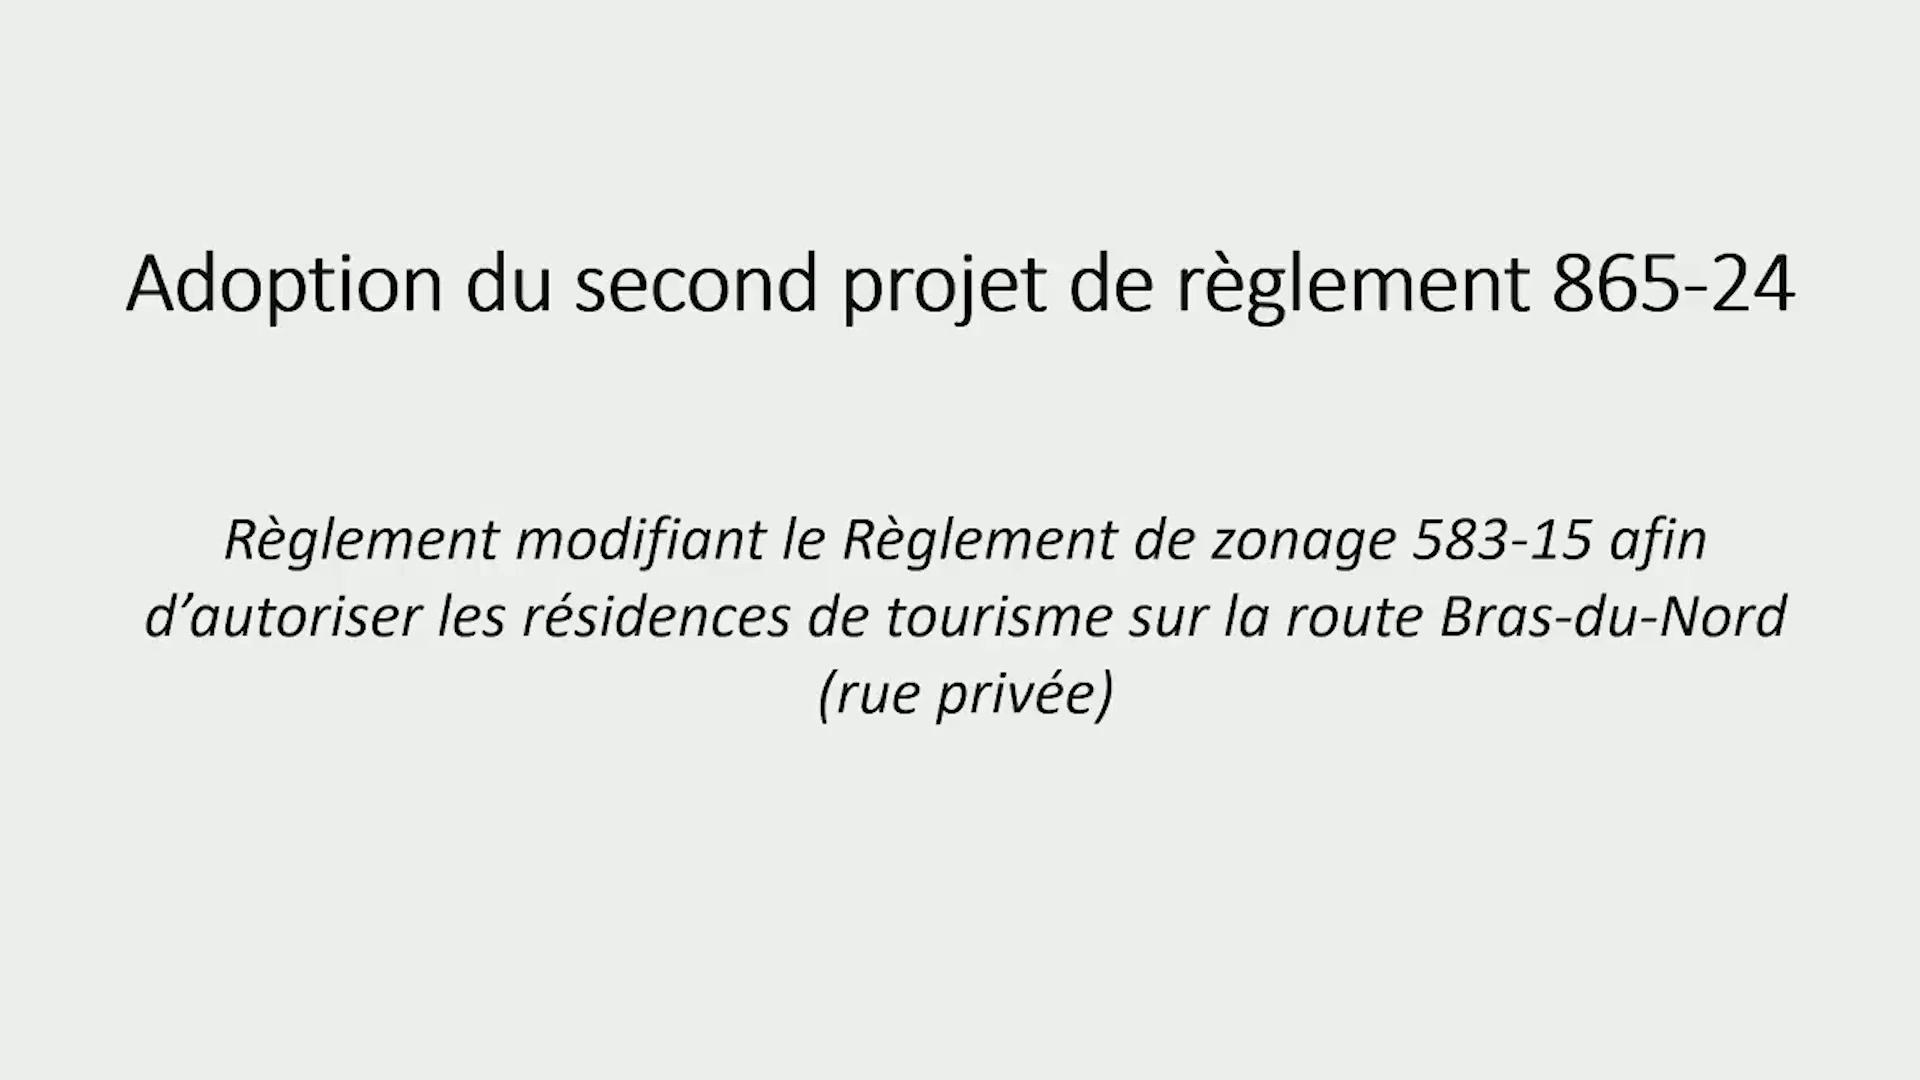 Adoption du second projet de règlement 865-24
Règlement modifiant le Règlement de zonage 583-15 afin
d’autoriser les résidences de tourisme sur la route Bras-du-Nord
(rue privée)